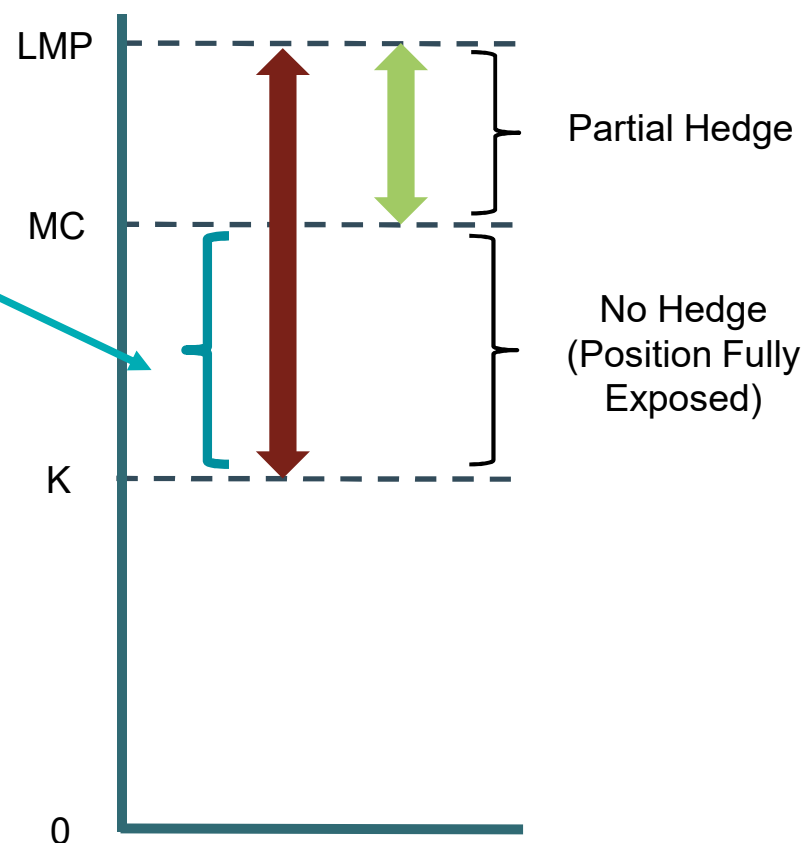 LMP
Partial Hedge
MC
No Hedge
(Position Fully
Exposed)
K
0